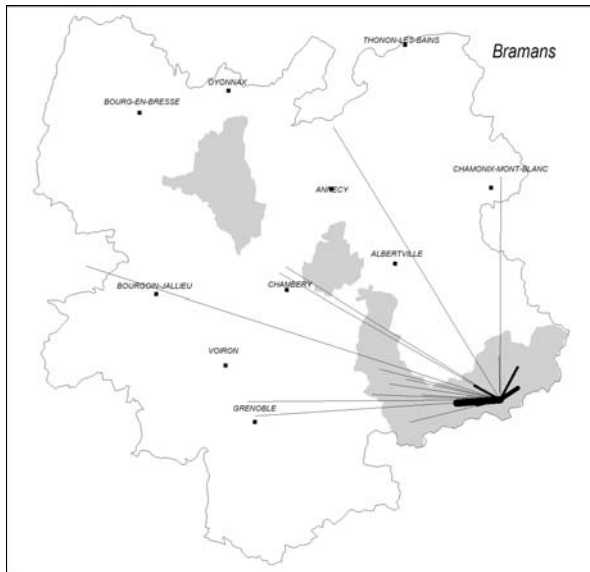 THONON-LES-BAINS
Bramans
OYONNAX
BOURG-EN-BRESSE
CHAMONIX-MONT-BLANC
ANNECY
ALBERTVILLE
BOURGOIN-JALLIEU
CHAMBERY
VOIRON
GRENOBLE